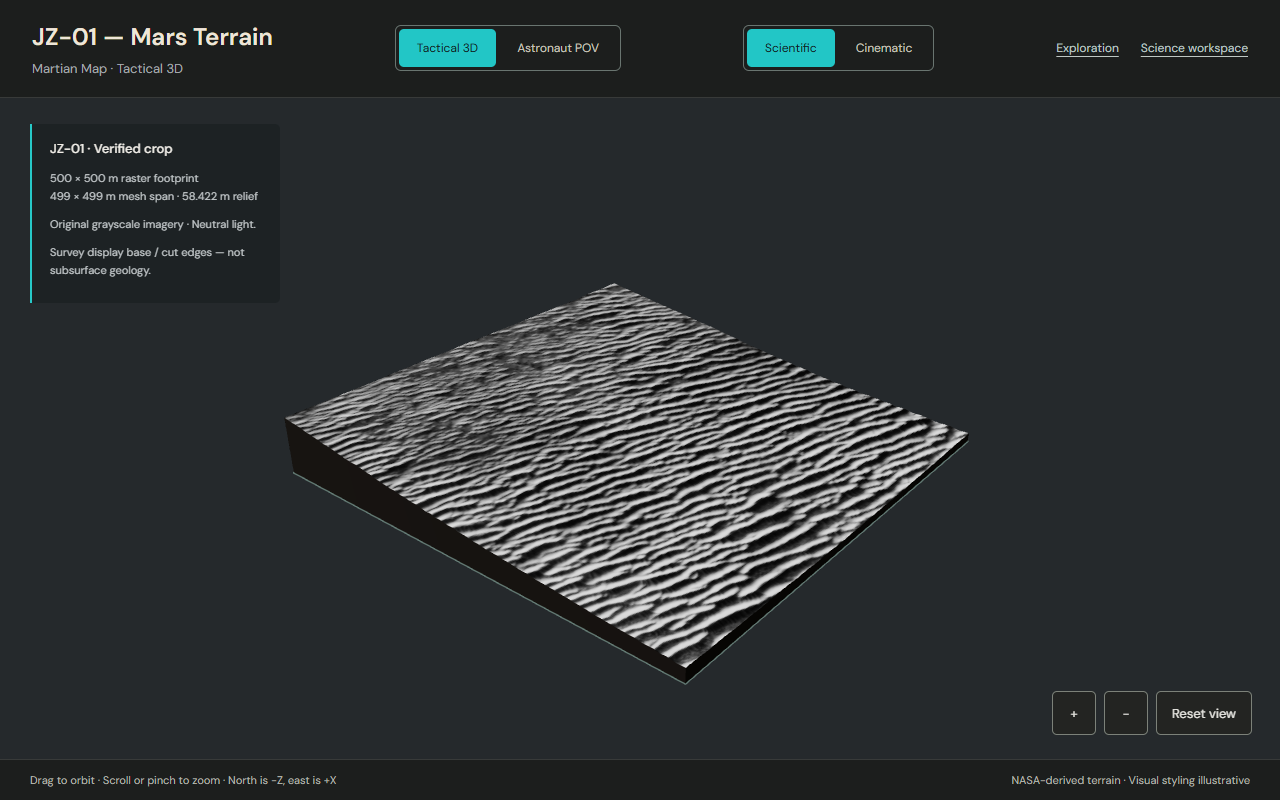 JZ-01 — Mars Terrain
Martian Map · Tactical 3D
Tactical 3D
Astronaut POV
Scientific
Cinematic
Exploration
Science workspace
JZ-01 · Verified crop
500 × 500 m raster footprint
499 × 499 m mesh span · 58.422 m relief
Original grayscale imagery · Neutral light.
Survey display base / cut edges — not
subsurface geology.
+
−
Reset view
Drag to orbit · Scroll or pinch to zoom · North is −Z, east is +X
NASA-derived terrain · Visual styling illustrative